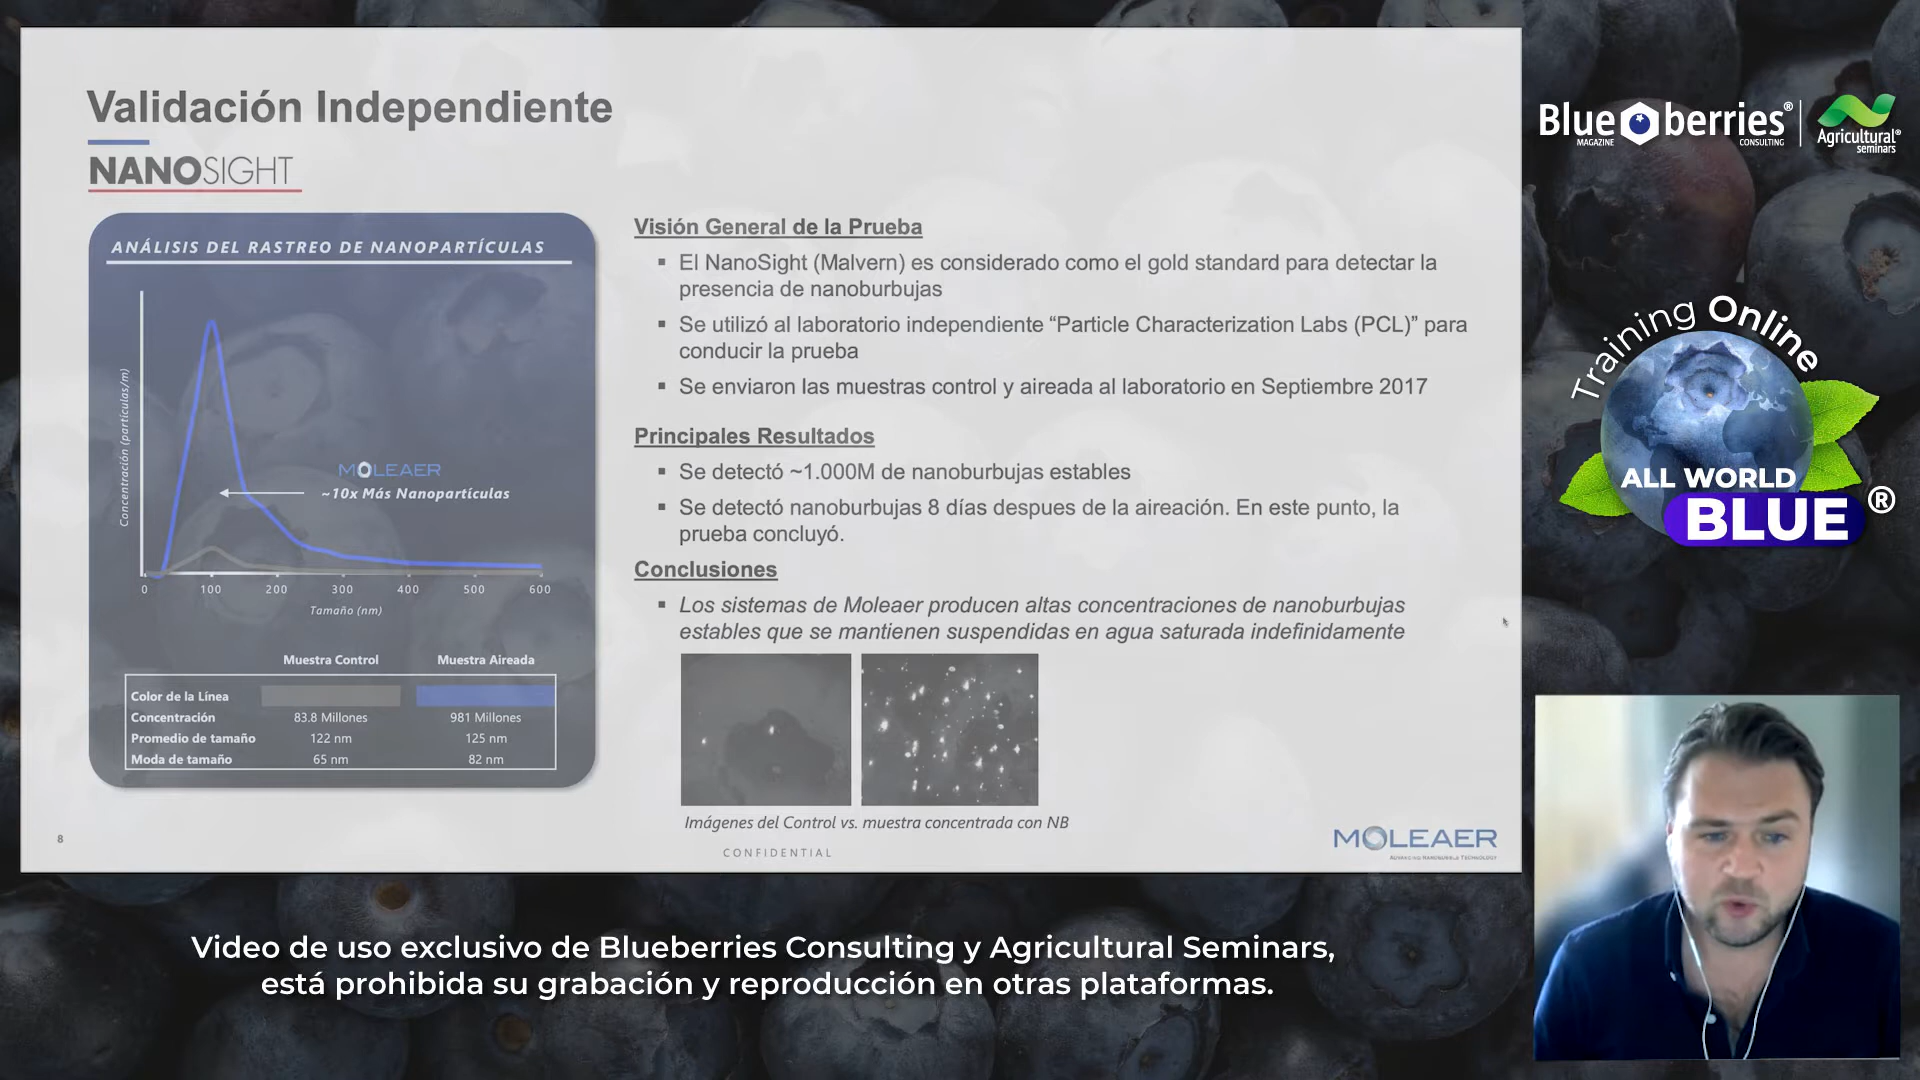 Validación Independiente
NANOSIGHT
ANÁLISIS DEL RASTREO DE NANOPARTÍCULAS
Concentración (partículas/m)
MOLEAER
~10x Más Nanopartículas
0 100 200 300 400 500 600
Tamaño (nm)
Muestra Control Muestra Aireada
Color de la Línea
Concentración 83.8 Millones 981 Millones
Promedio de tamaño 122 nm 125 nm
Moda de tamaño 65 nm 82 nm
Visión General de la Prueba
▪ El NanoSight (Malvern) es considerado como el gold standard para detectar la
presencia de nanoburbujas
▪ Se utilizó al laboratorio independiente “Particle Characterization Labs (PCL)” para
conducir la prueba
▪ Se enviaron las muestras control y aireada al laboratorio en Septiembre 2017
Principales Resultados
▪ Se detectó ~1.000M de nanoburbujas estables
▪ Se detectó nanoburbujas 8 días despues de la aireación. En este punto, la
prueba concluyó.
Conclusiones
▪ Los sistemas de Moleaer producen altas concentraciones de nanoburbujas
estables que se mantienen suspendidas en agua saturada indefinidamente
Imágenes del Control vs. muestra concentrada con NB
8
CONFIDENTIAL
MOLEAER
ADVANCING NANOBUBBLE TECHNOLOGY
Blueberries®
MAGAZINE CONSULTING
Agricultural®
seminars
Training Online
ALL WORLD
BLUE®
Video de uso exclusivo de Blueberries Consulting y Agricultural Seminars,
está prohibida su grabación y reproducción en otras plataformas.